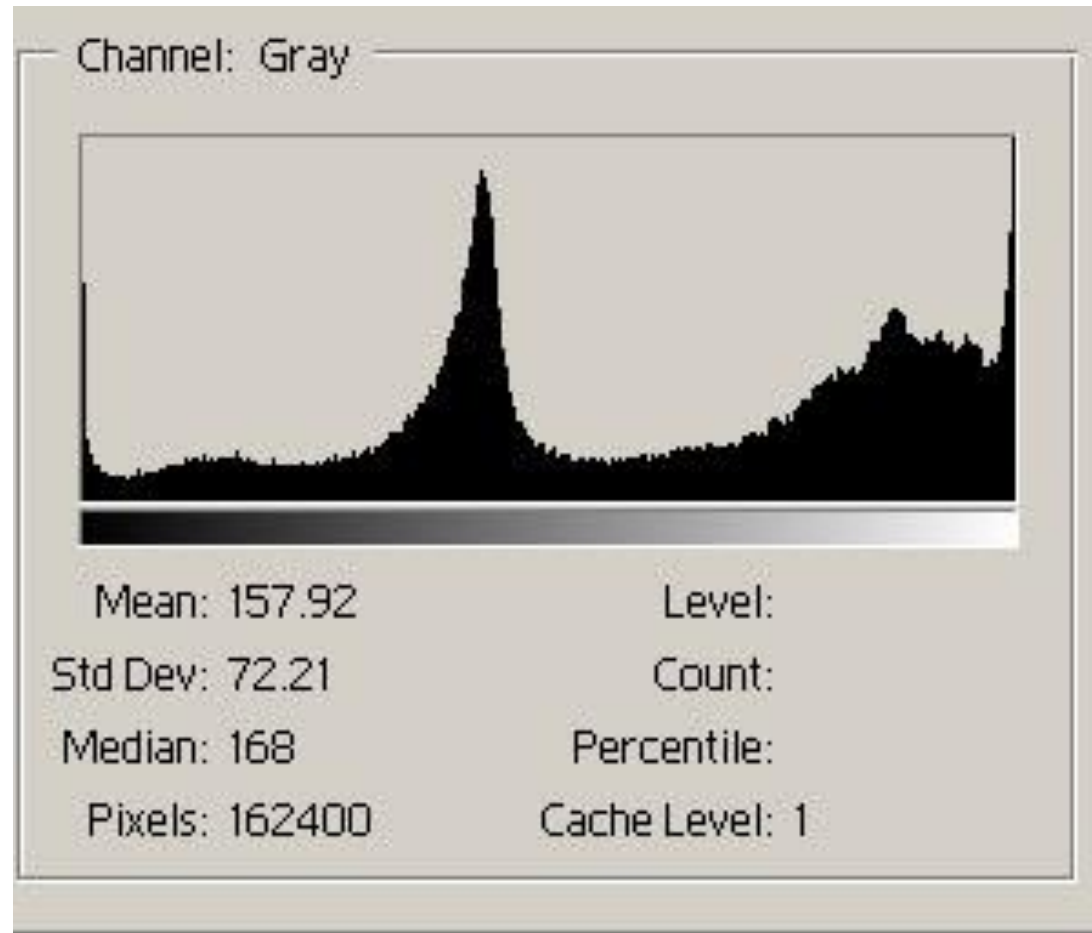 Channel: Gray
Mean: 157.92
Level:
Std Dev: 72.21
Count:
Median: 168
Percentile:
Pixels: 162400
Cache Level: 1